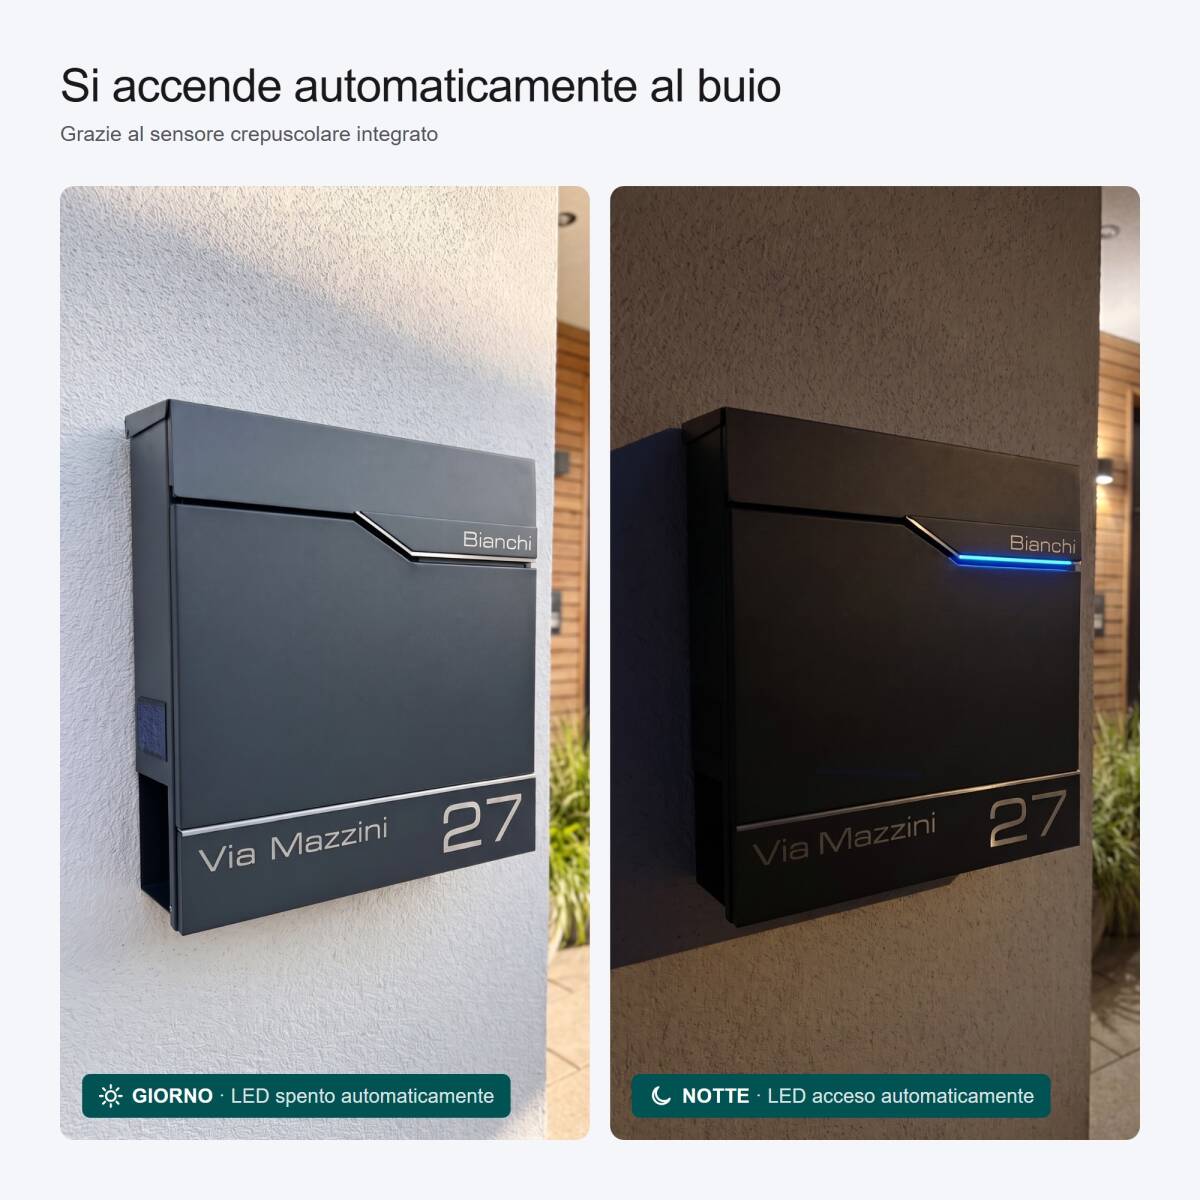 Si accende automaticamente al buio
Grazie al sensore crepuscolare integrato
Bianchi
Via Mazzini 27
GIORNO · LED spento automaticamente
Bianchi
Via Mazzini 27
NOTTE · LED acceso automaticamente